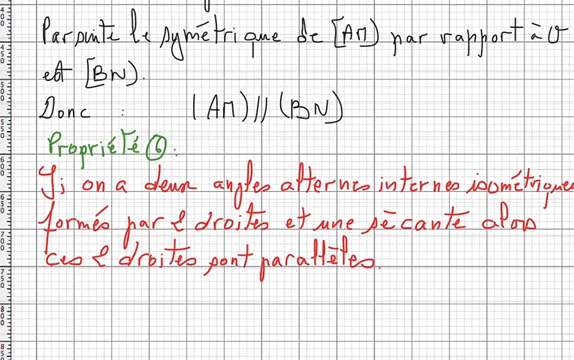 Par suite le symétrique de [AM) par rapport à O
est [BN).
Donc : (AM) // (BN)
Propriété ⑥ :
Si on a deux angles alternes internes isométriques
formés par 2 droites et une sécante alors
ces 2 droites sont parallèles.